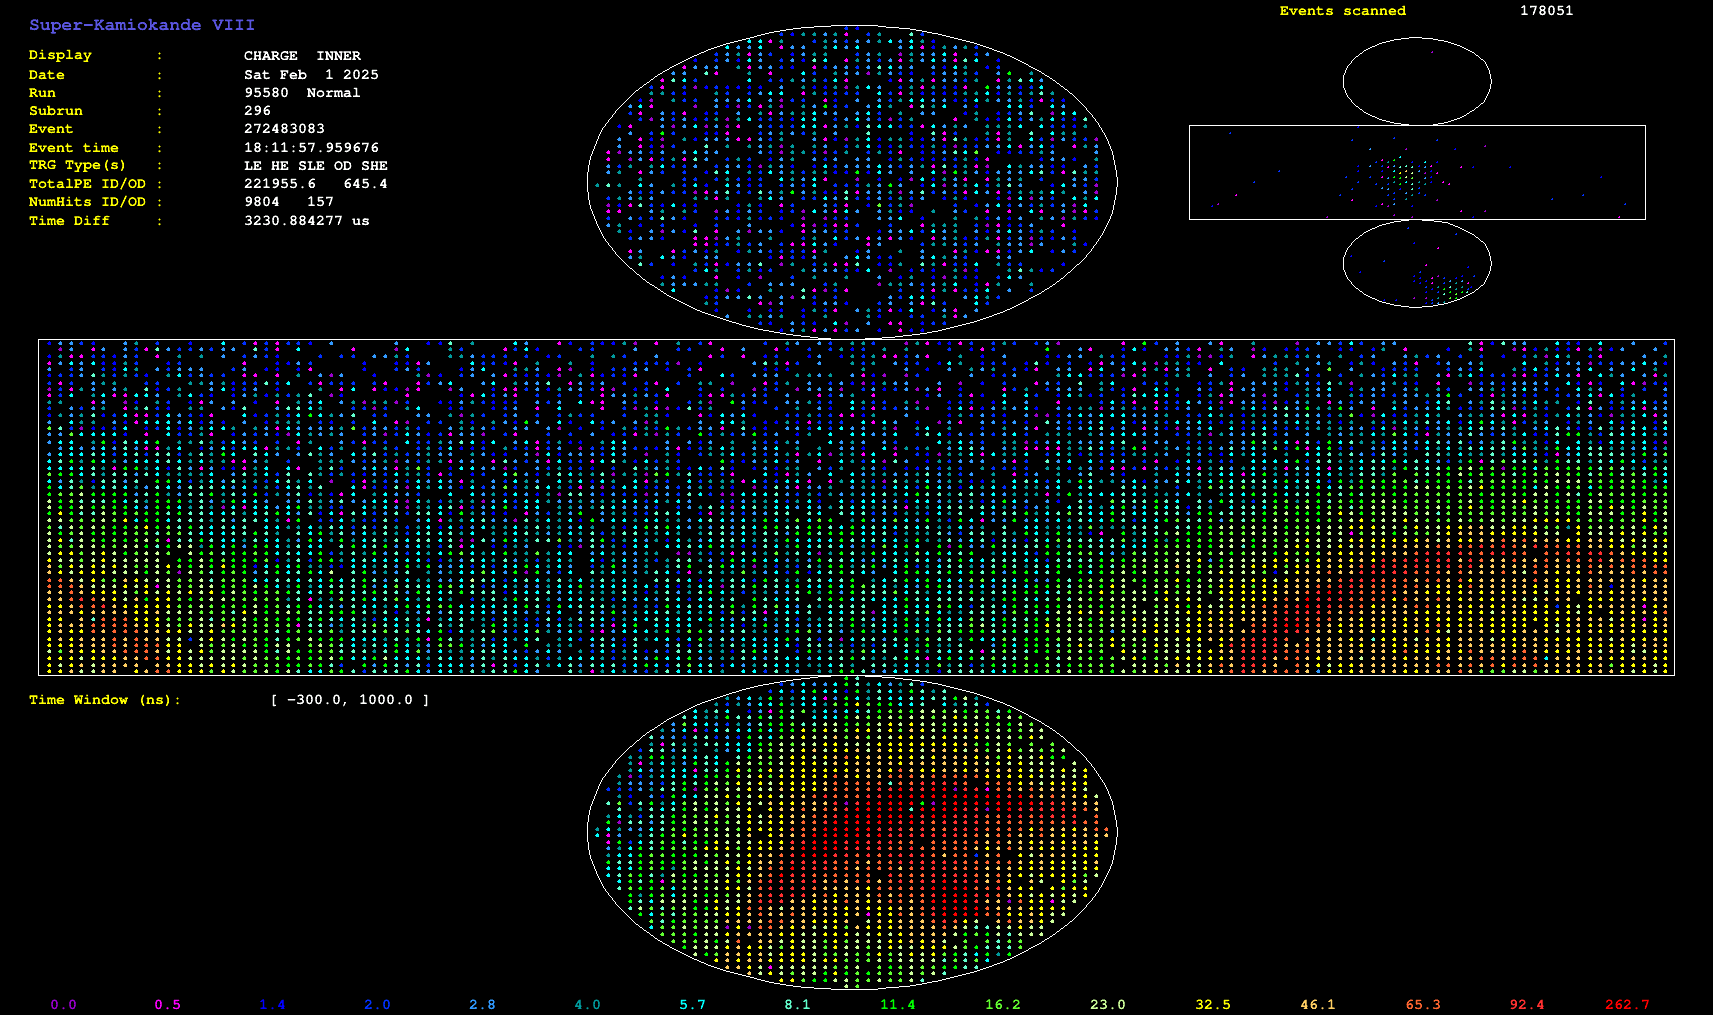 Super-Kamiokande VIII
Events scanned 178051
Display : CHARGE INNER
Date : Sat Feb 1 2025
Run : 95580 Normal
Subrun : 296
Event : 272483083
Event time : 18:11:57.959676
TRG Type(s) : LE HE SLE OD SHE
TotalPE ID/OD : 221955.6 645.4
NumHits ID/OD : 9804 157
Time Diff : 3230.884277 us
Time Window (ns): [ -300.0, 1000.0 ]
0.0 0.5 1.4 2.0 2.8 4.0 5.7 8.1 11.4 16.2 23.0 32.5 46.1 65.3 92.4 262.7